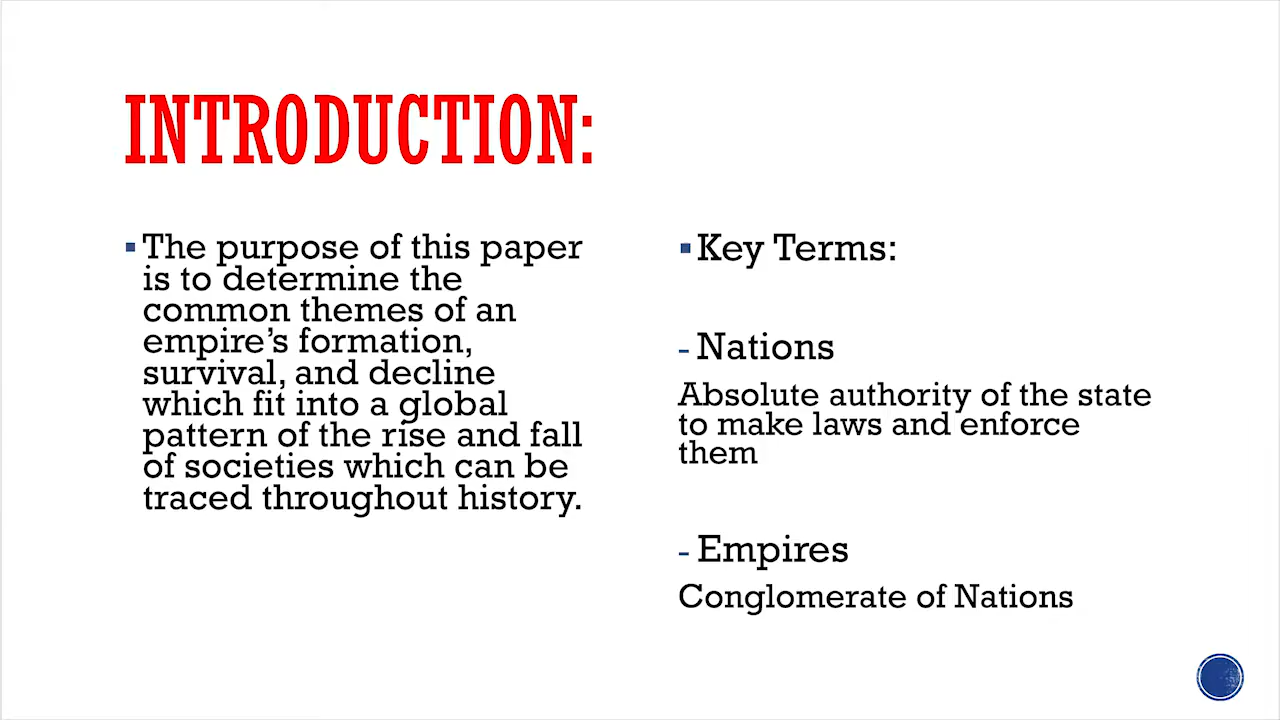 INTRODUCTION:
▪ The purpose of this paper
is to determine the
common themes of an
empire’s formation,
survival, and decline
which fit into a global
pattern of the rise and fall
of societies which can be
traced throughout history.
▪ Key Terms:
- Nations
Absolute authority of the state
to make laws and enforce
them
- Empires
Conglomerate of Nations